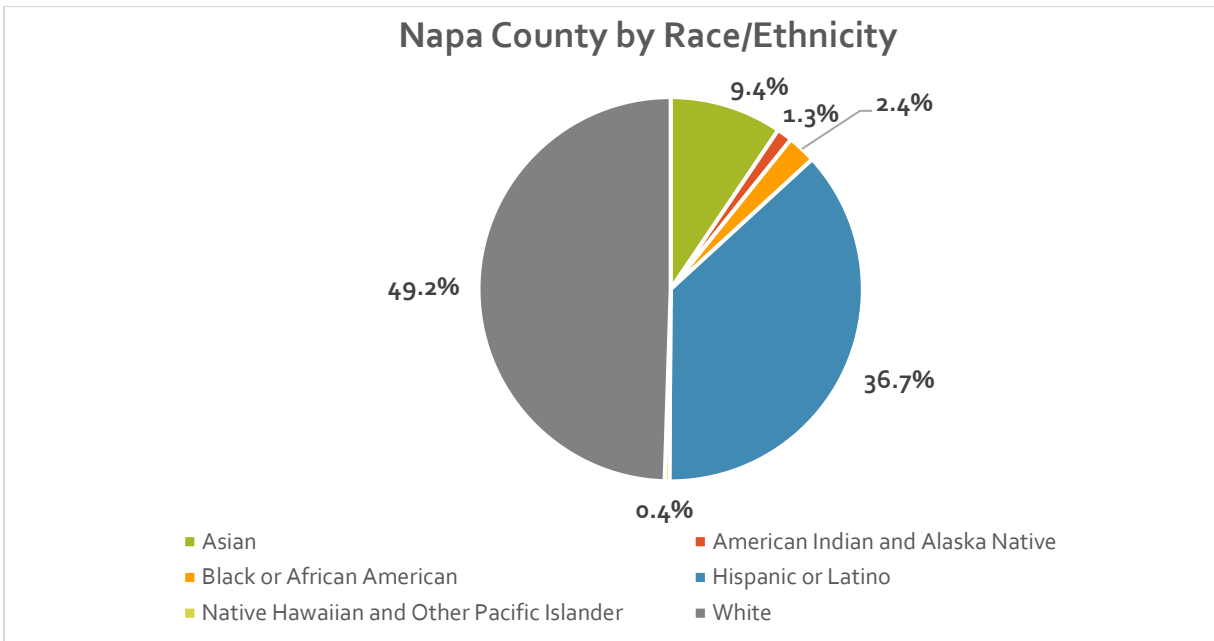 Napa County by Race/Ethnicity
9.4%
1.3%
2.4%
49.2%
36.7%
0.4%
Asian
American Indian and Alaska Native
Black or African American
Hispanic or Latino
Native Hawaiian and Other Pacific Islander
White